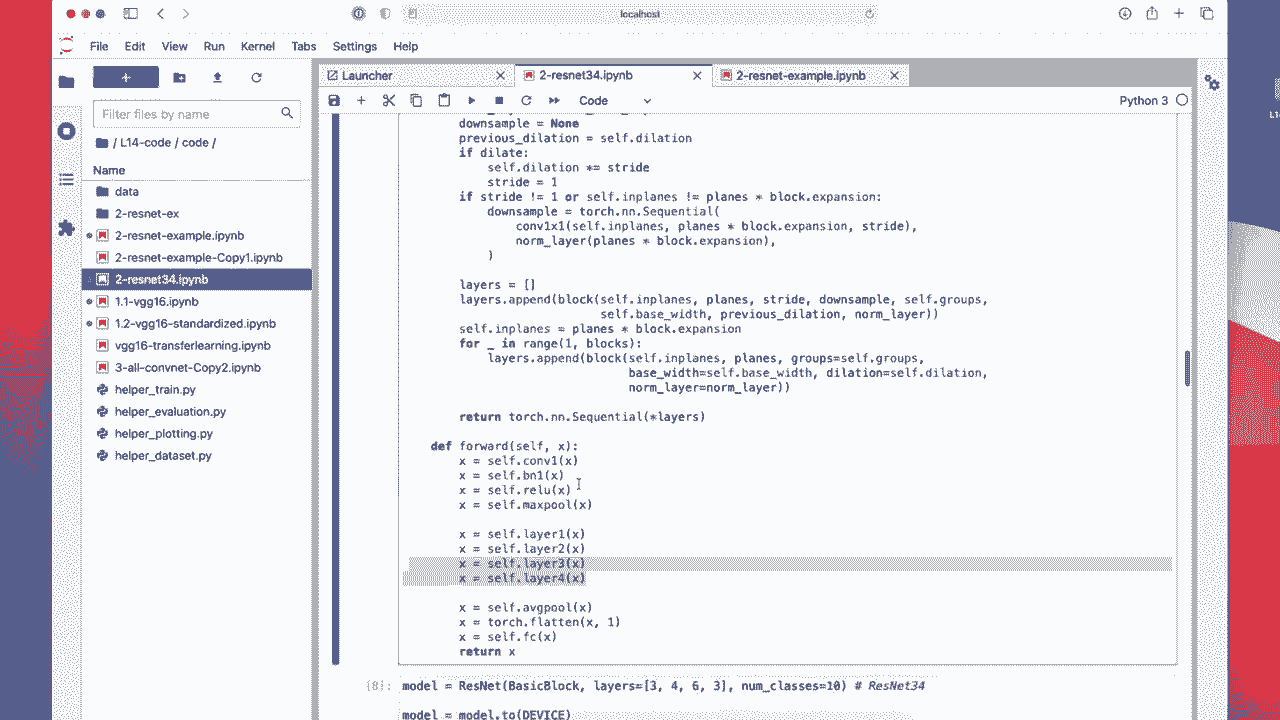 localhost
File Edit View Run Kernel Tabs Settings Help
Launcher
2-resnet34.ipynb
2-resnet-example.ipynb
Filter files by name
Code
Python 3
/ L14-code / code /
Name
data
2-resnet-ex
2-resnet-example.ipynb
2-resnet-example-Copy1.ipynb
2-resnet34.ipynb
1.1-vgg16.ipynb
1.2-vgg16-standardized.ipynb
vgg16-transferlearning.ipynb
3-all-convnet-Copy2.ipynb
helper_train.py
helper_evaluation.py
helper_plotting.py
helper_dataset.py
downsample = None
previous_dilation = self.dilation
if dilate:
self.dilation *= stride
stride = 1
if stride != 1 or self.inplanes != planes * block.expansion:
downsample = torch.nn.Sequential(
conv1x1(self.inplanes, planes * block.expansion, stride),
norm_layer(planes * block.expansion),
)
layers = []
layers.append(block(self.inplanes, planes, stride, downsample, self.groups,
self.base_width, previous_dilation, norm_layer))
self.inplanes = planes * block.expansion
for _ in range(1, blocks):
layers.append(block(self.inplanes, planes, groups=self.groups,
base_width=self.base_width, dilation=self.dilation,
norm_layer=norm_layer))
return torch.nn.Sequential(*layers)
def forward(self, x):
x = self.conv1(x)
x = self.bn1(x)
x = self.relu(x)
x = self.maxpool(x)
x = self.layer1(x)
x = self.layer2(x)
x = self.layer3(x)
x = self.layer4(x)
x = self.avgpool(x)
x = torch.flatten(x, 1)
x = self.fc(x)
return x
[8]: model = ResNet(BasicBlock, layers=[3, 4, 6, 3], num_classes=10) # ResNet34
model = model.to(DEVICE)